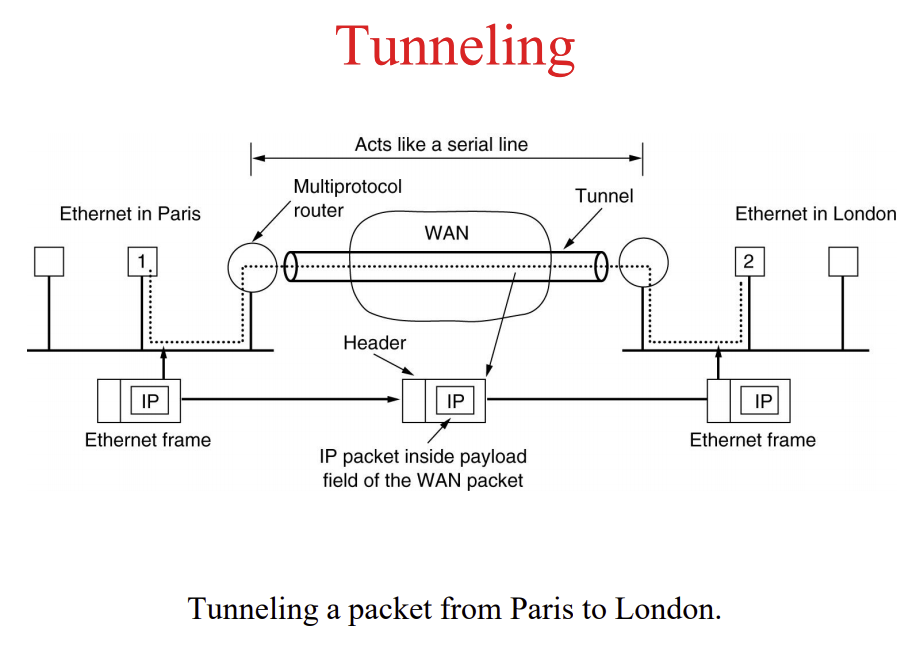 Tunneling
Acts like a serial line
Multiprotocol
router
Tunnel
Ethernet in Paris
Ethernet in London
WAN
1
2
Header
IP
IP
IP
Ethernet frame
Ethernet frame
IP packet inside payload
field of the WAN packet
Tunneling a packet from Paris to London.